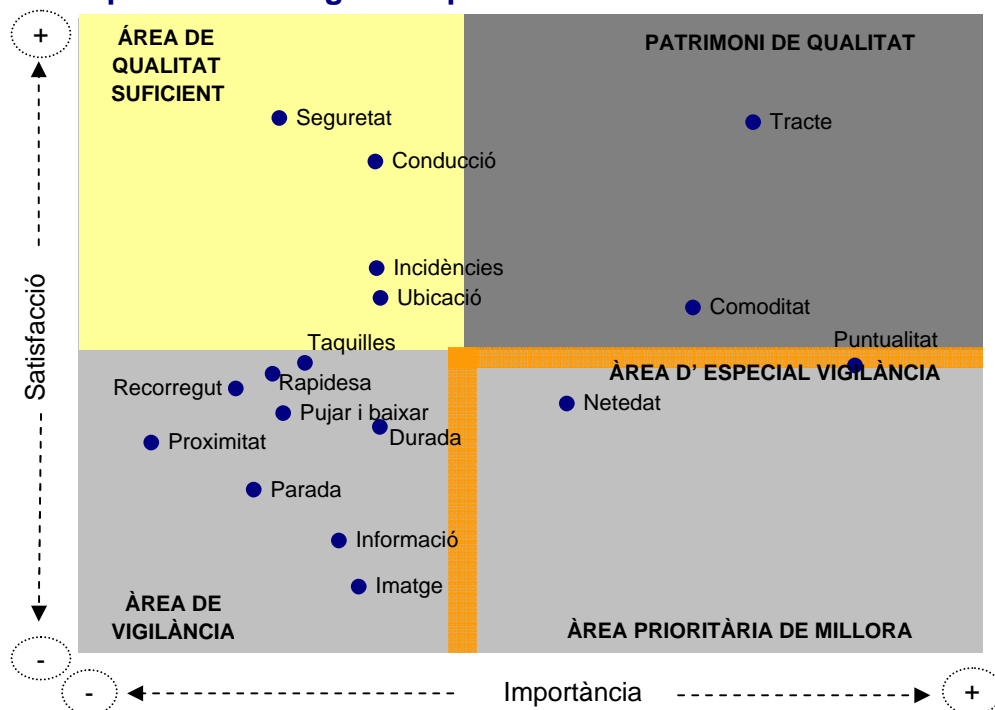 +
ÁREA DE
QUALITAT
SUFICIENT
PATRIMONI DE QUALITAT
Seguretat
Tracte
Conducció
Incidències
Ubicació
Comoditat
Satisfacció
Taquilles
Puntualitat
Rapidesa
ÀREA D' ESPECIAL VIGILÀNCIA
Recorregut
Netedat
Pujar i baixar
Durada
Proximitat
Parada
Informació
Imatge
ÀREA DE
VIGILÀNCIA
ÀREA PRIORITÀRIA DE MILLORA
-
-
Importància
+